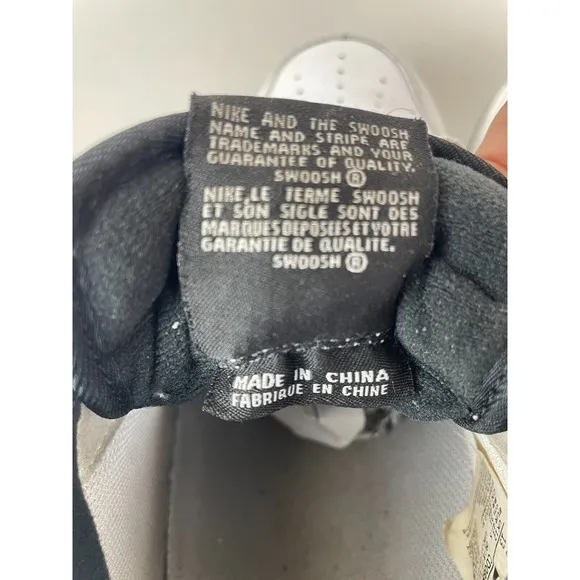 NIKE AND THE SWOOSH
NAME AND STRIPE ARE
TRADEMARKS AND YOUR
GUARANTEE OF QUALITY.
SWOOSH ®
NIKE, LE TERME SWOOSH
ET SON SIGLE SONT DES
MARQUES DEPOSÉES ET VOTRE
GARANTIE DE QUALITE.
SWOOSH ®
MADE IN CHINA
FABRIQUE EN CHINE